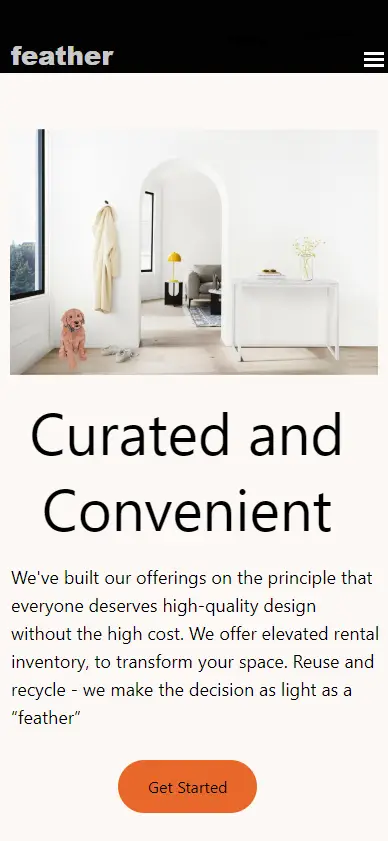 feather
Curated and
Convenient
We've built our offerings on the principle that
everyone deserves high-quality design
without the high cost. We offer elevated rental
inventory, to transform your space. Reuse and
recycle - we make the decision as light as a
“feather”
Get Started